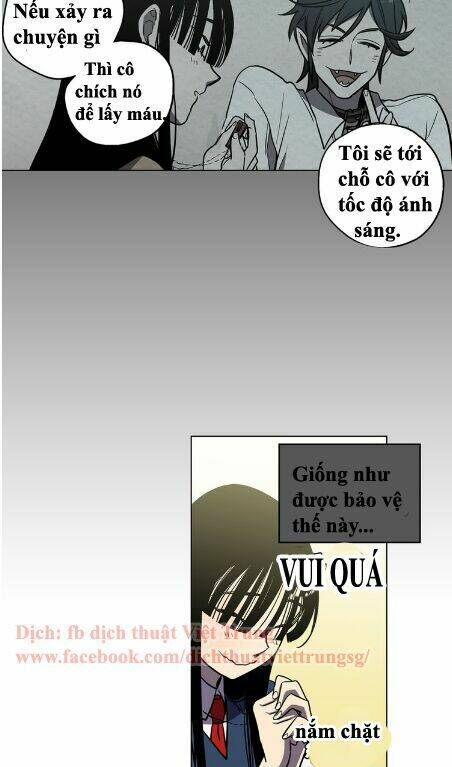 Nếu xảy ra
chuyện gì
Thì cô
chích nó
để lấy máu.
Tôi sẽ tới
chỗ cô với
tốc độ ánh
sáng.
Giống như
được bảo vệ
thế này...
VUI QUÁ
Dịch: fb dịch thuật Việt Trung
www.facebook.com/dichthuatviettrungsg/
nắm chặt